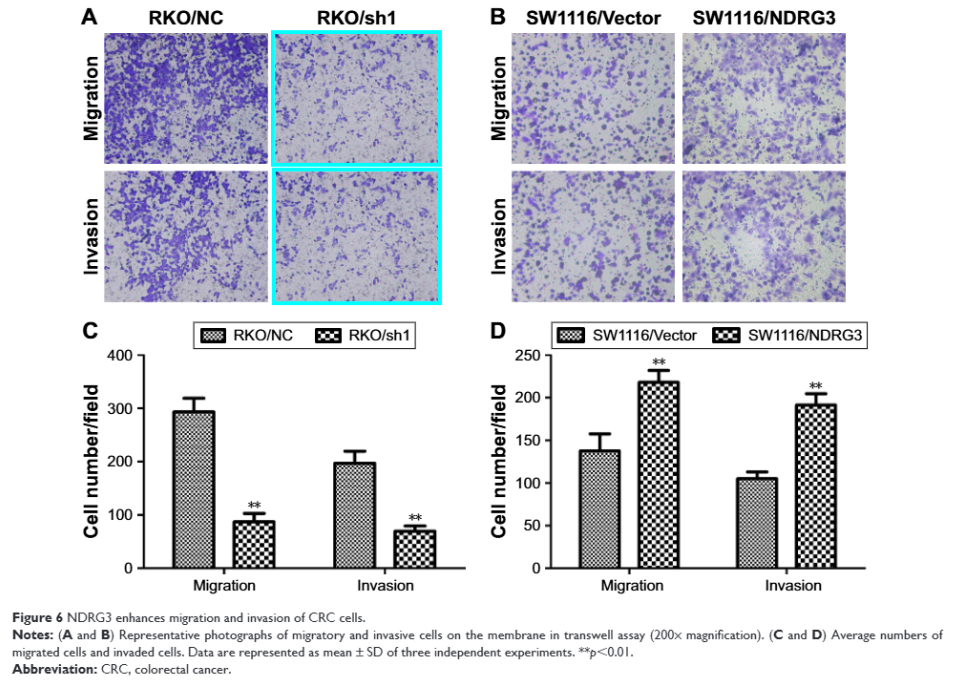 A RKO/NC RKO/sh1
Migration
Invasion
B SW1116/Vector SW1116/NDRG3
Migration
Invasion
C
RKO/NC RKO/sh1
Cell number/field
400
300
200
100
0
**
**
Migration Invasion
D
SW1116/Vector SW1116/NDRG3
Cell number/field
250
200
150
100
50
0
**
**
Migration Invasion
Figure 6 NDRG3 enhances migration and invasion of CRC cells.
Notes: (A and B) Representative photographs of migratory and invasive cells on the membrane in transwell assay (200× magnification). (C and D) Average numbers of
migrated cells and invaded cells. Data are represented as mean ± SD of three independent experiments. **p<0.01.
Abbreviation: CRC, colorectal cancer.